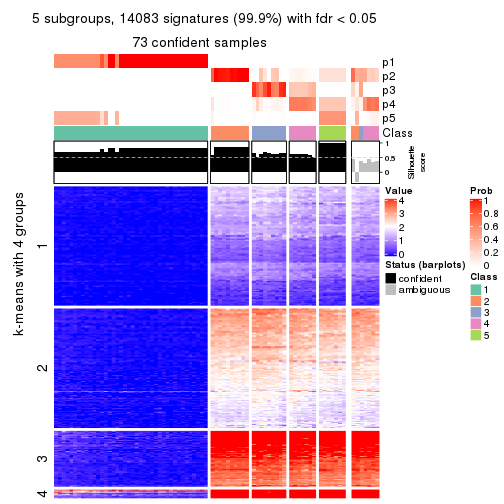 5 subgroups, 14083 signatures (99.9%) with fdr < 0.05
73 confident samples
p1
p2
p3
p4
p5
Class
1
0.5
0
Silhouette
score
k-means with 4 groups
1
2
3
4
Value
4
3
2
1
0
Status (barplots)
confident
ambiguous
Prob
1
0.8
0.6
0.4
0.2
0
Class
1
2
3
4
5